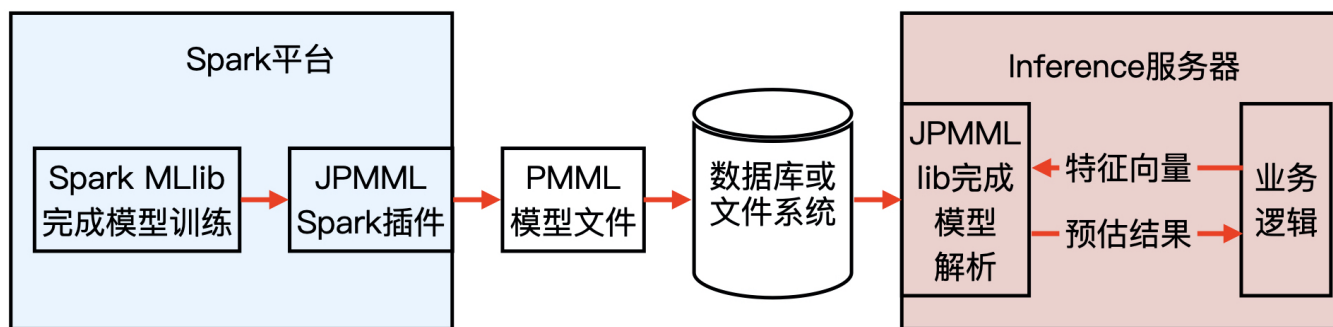 Spark平台
Spark MLlib
完成模型训练
JPMML
Spark插件
PMML
模型文件
数据库或
文件系统
Inference服务器
JPMML
lib完成
模型
解析
特征向量
预估结果
业务
逻辑